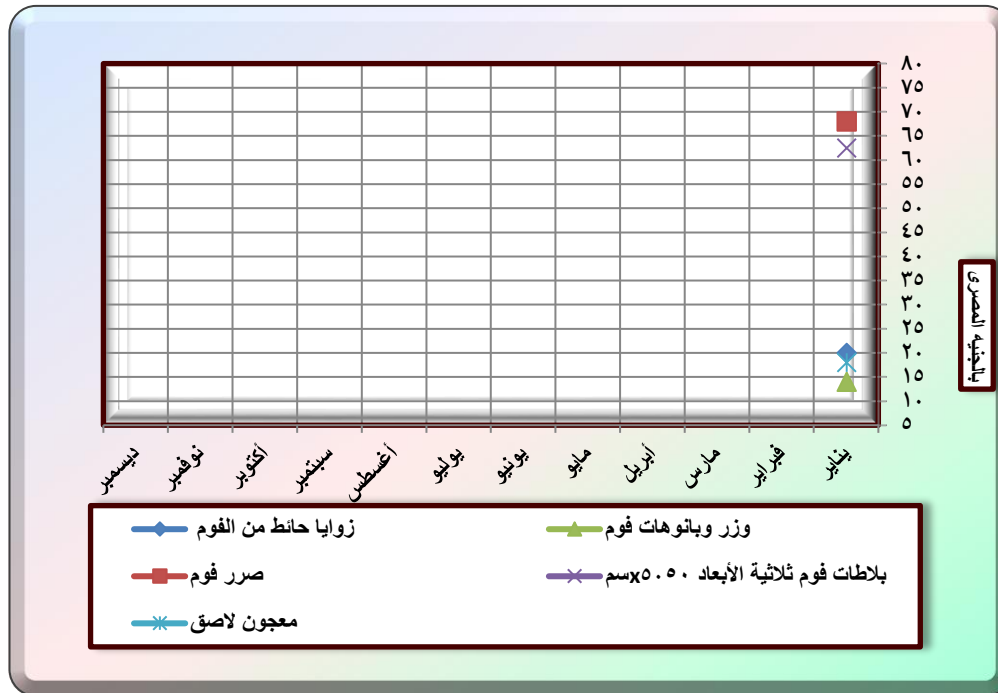 ٨٠
٧٥
٧٠
٦٥
٦٠
٥٥
٥٠
٤٥
٤٠
٣٥
٣٠
٢٥
٢٠
١٥
١٠
٥
بالجنيه المصرى
يناير
فبراير
مارس
أبريل
مايو
يونيو
يوليو
أغسطس
سبتمبر
أكتوبر
نوفمبر
ديسمبر
وزر وبانوهات فوم
زوايا حائط من الفوم
بلاطات فوم ثلاثية الأبعاد ٥٠x٥٠سم
صرر فوم
معجون لاصق